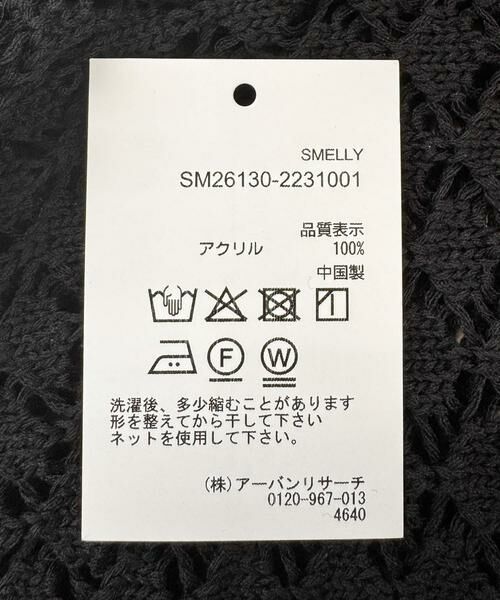 SMELLY
SM26130-2231001
品質表示
アクリル 100%
中国製
F W
洗濯後、多少縮むことがあります
形を整えてから干して下さい
ネットを使用して下さい。
(株)アーバンリサーチ
0120-967-013
4640